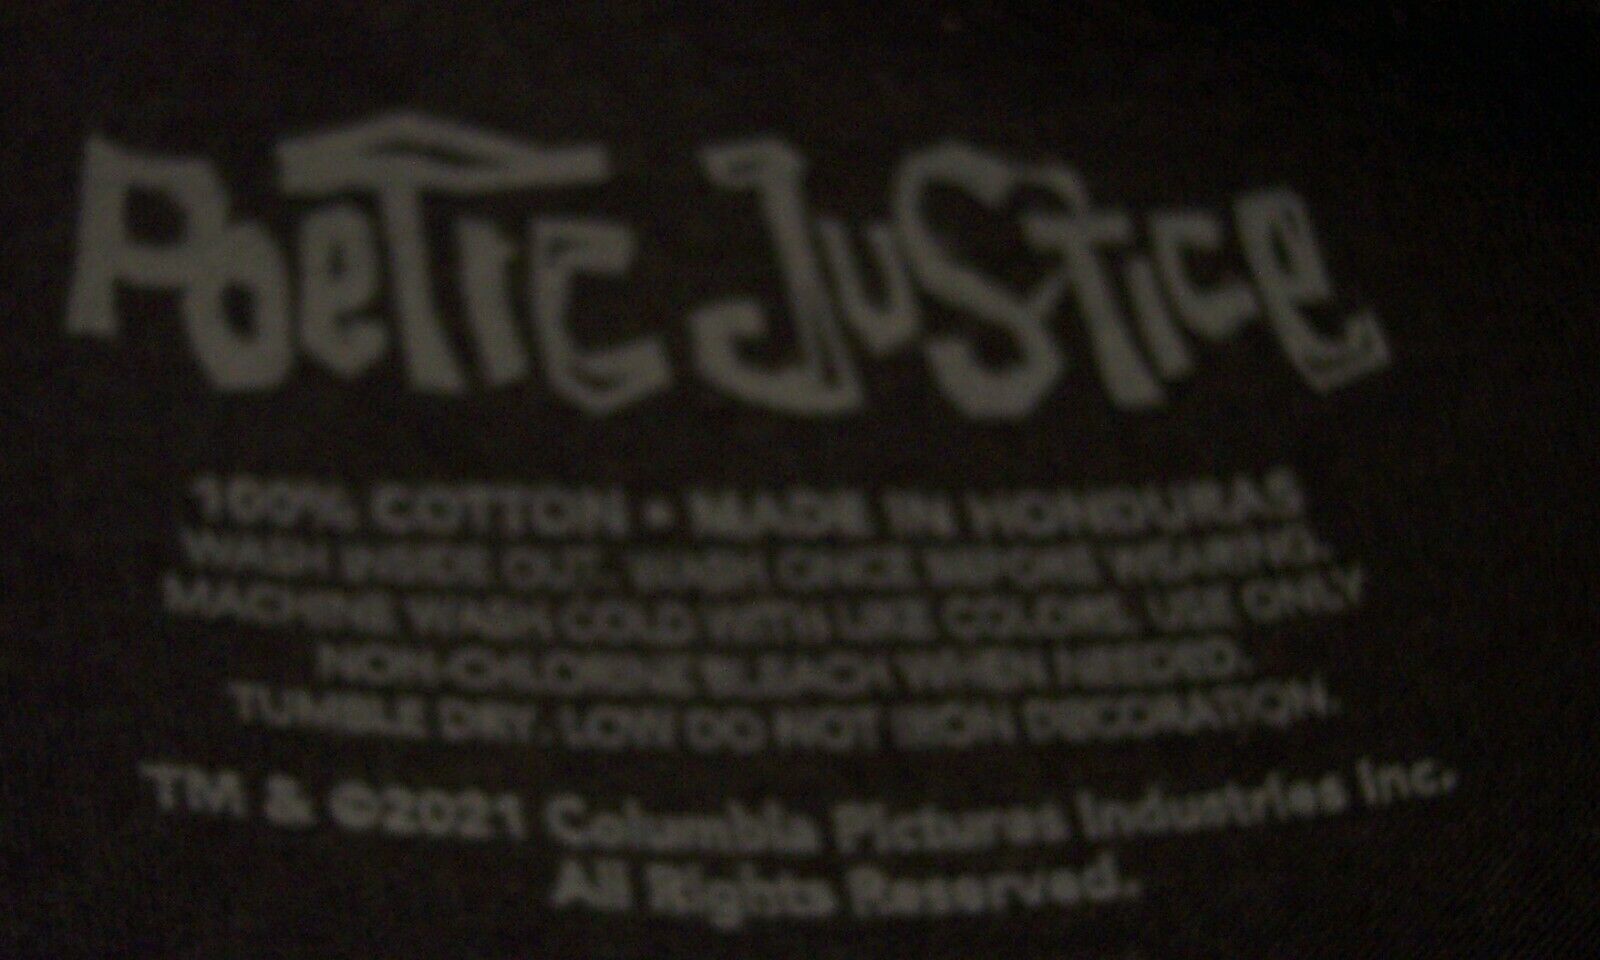 Poetic Justice
100% COTTON • MADE IN HONDURAS
WASH INSIDE OUT. WASH ONCE BEFORE WEARING.
MACHINE WASH COLD WITH LIKE COLORS. USE ONLY
NON-CHLORINE BLEACH WHEN NEEDED.
TUMBLE DRY. LOW DO NOT IRON DECORATION.
TM & ©2021 Columbia Pictures Industries Inc.
All Rights Reserved.